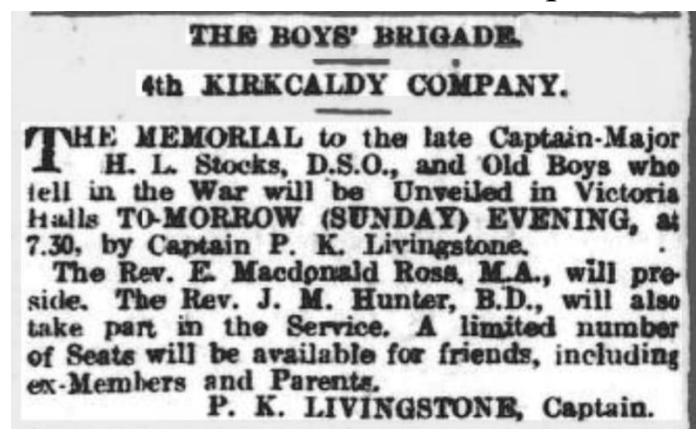 THE BOYS' BRIGADE.
4th KIRKCALDY COMPANY.
THE MEMORIAL to the late Captain-Major
H. L. Stocks, D.S.O., and Old Boys who
fell in the War will be Unveiled in Victoria
Halls TO-MORROW (SUNDAY) EVENING, at
7.30, by Captain P. K. Livingstone.
The Rev. E. Macdonald Ross, M.A., will pre-
side. The Rev. J. M. Hunter, B.D., will also
take part in the Service. A limited number
of Seats will be available for friends, including
ex-Members and Parents.
P. K. LIVINGSTONE, Captain.